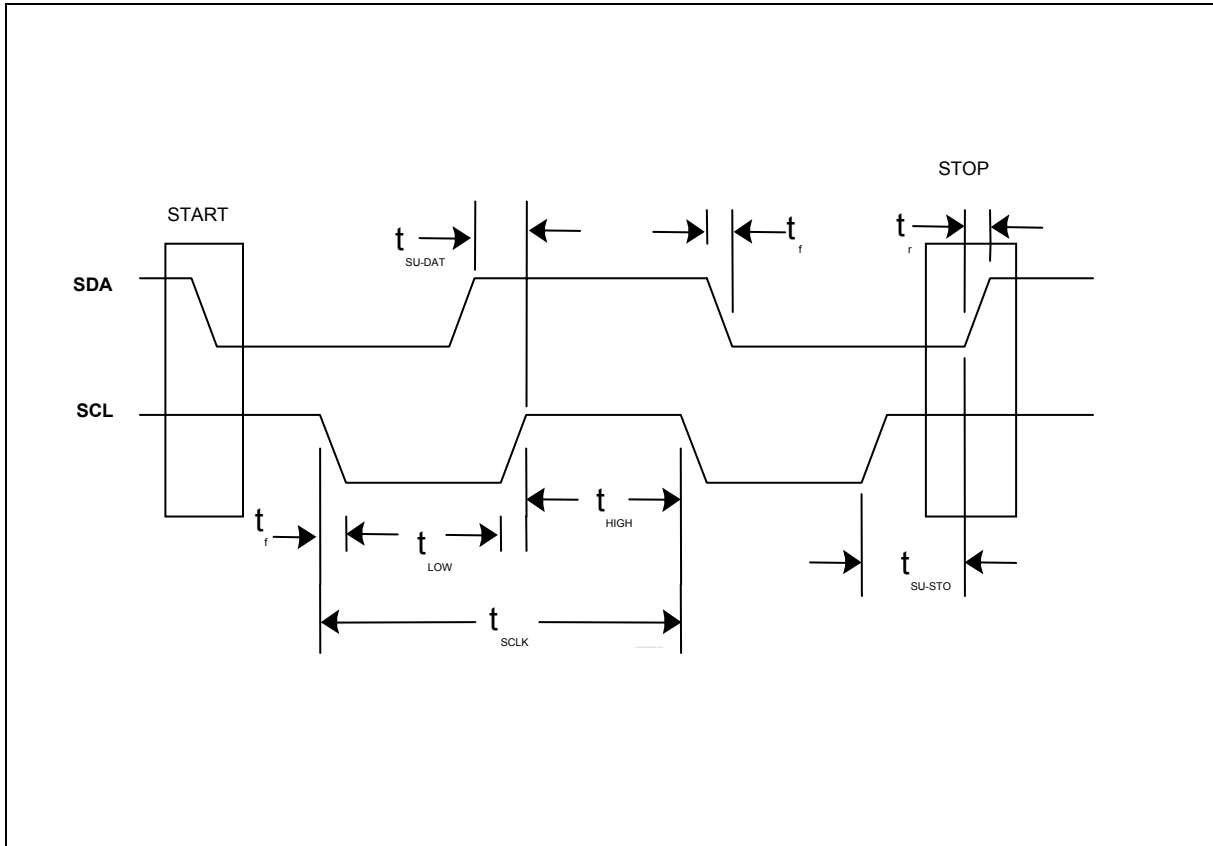 STOP
START
t SU-DAT
t f
t r
SDA
SCL
t HIGH
t f
t LOW
t SU-STO
t SCLK